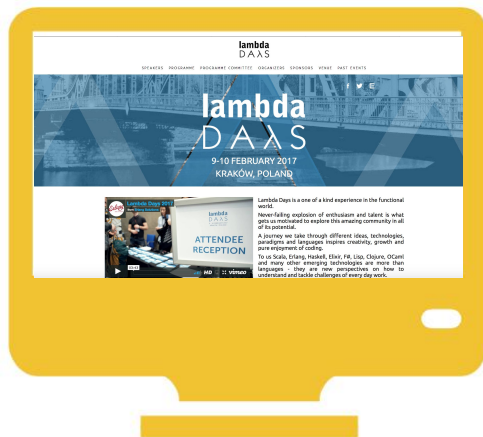 lambda
DAλS
SPEAKERS PROGRAMME PROGRAMME COMMITTEE ORGANIZERS SPONSORS VENUE PAST EVENTS
lambda
DAλS
9-10 FEBRUARY 2017
KRAKÓW, POLAND
Lambda Days 2017
lambda
DAλS
ATTENDEE
RECEPTION
HD vimeo
Lambda Days is a one of a kind experience in the functional
world.
Never-failing explosion of enthusiasm and talent is what
gets us motivated to explore this amazing community in all
of its potential.
A journey we take through different ideas, technologies,
paradigms and languages inspires creativity, growth and
pure enjoyment of coding.
To us Scala, Erlang, Haskell, Elixir, F#, Lisp, Clojure, OCaml
and many other emerging technologies are more than
languages - they are new perspectives on how to
understand and tackle challenges of every day work.